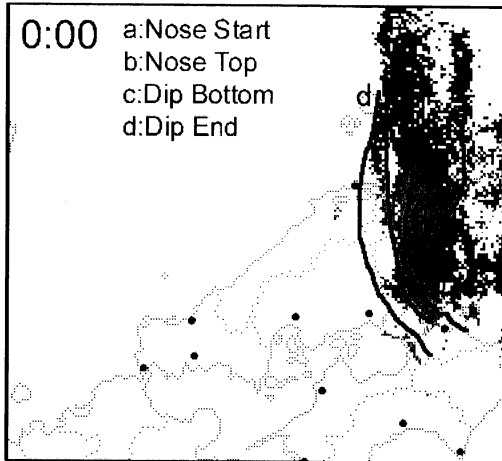 0:00
a:Nose Start
b:Nose Top
c:Dip Bottom
d:Dip End
d